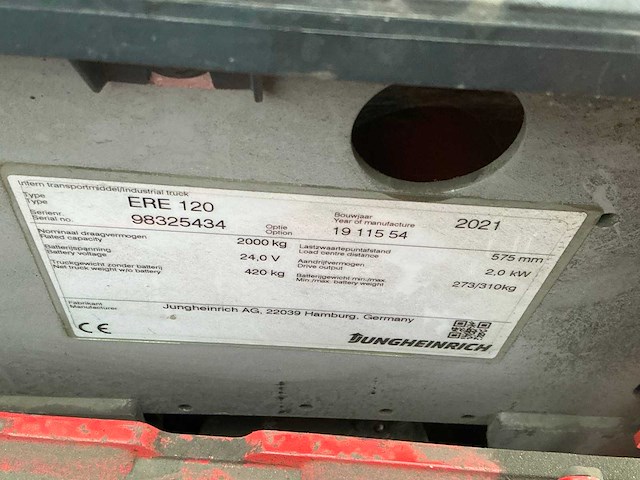 Intern transportmiddel/Industrial truck
Type
Type ERE 120
Serienr.
Serial no. 98325434
Optie
Option 19 115 54
Bouwjaar
Year of manufacture 2021
Nominaal draagvermogen
Rated capacity 2000 kg
Lastzwaartepuntafstand
Load centre distance 575 mm
Batterijspanning
Battery voltage 24,0 V
Aandrijfvermogen
Drive output 2,0 kW
Truckgewicht zonder batterij
Net truck weight w/o battery 420 kg
Batterijgewicht min./max.
Min./max. battery weight 273/310kg
Fabrikant
Manufacturer Jungheinrich AG, 22039 Hamburg, Germany
CE
JUNGHEINRICH